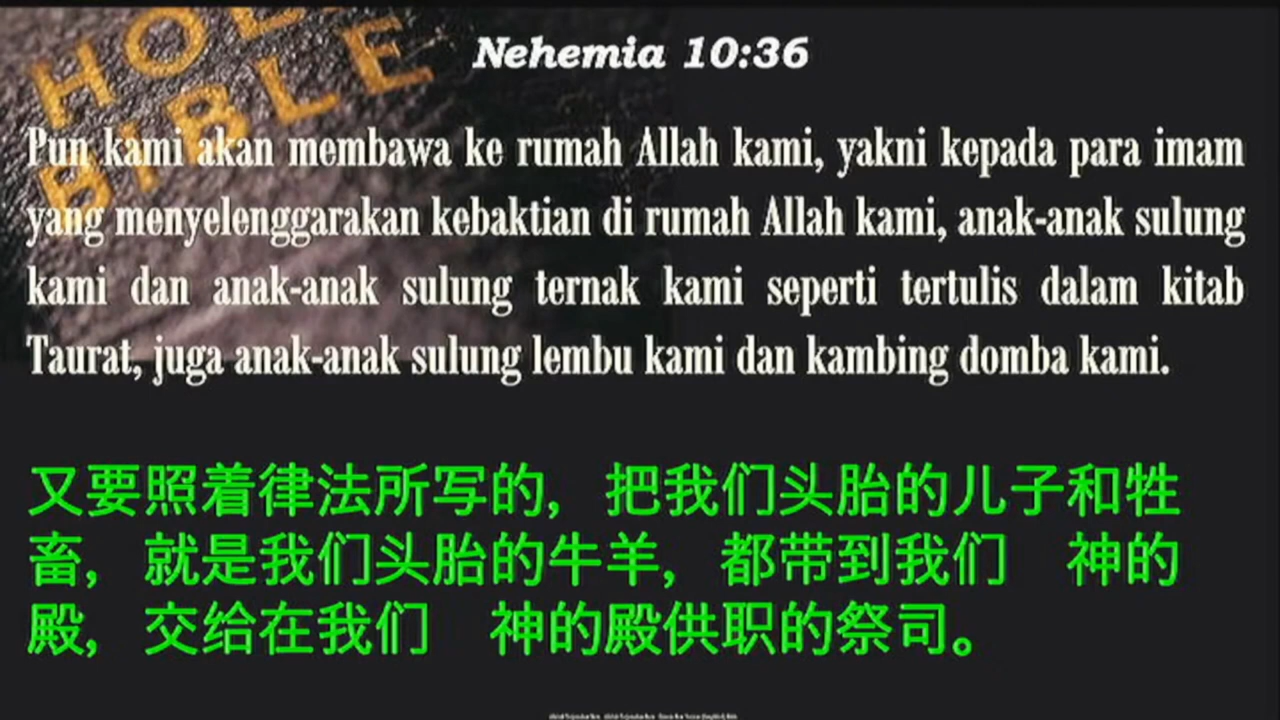 HOL
BIBLE
Nehemia 10:36
Pun kami akan membawa ke rumah Allah kami, yakni kepada para imam
yang menyelenggarakan kebaktian di rumah Allah kami, anak-anak sulung
kami dan anak-anak sulung ternak kami seperti tertulis dalam kitab
Taurat, juga anak-anak sulung lembu kami dan kambing domba kami.
又要照着律法所写的，把我们头胎的儿子和牲
畜，就是我们头胎的牛羊，都带到我们　神的
殿，交给在我们　神的殿供职的祭司。